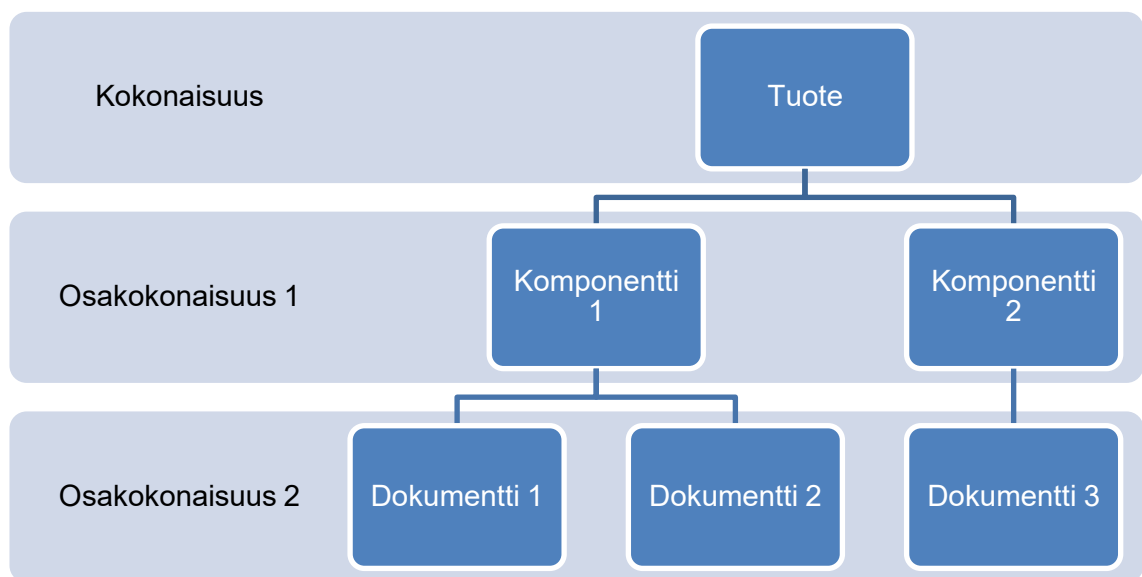 Kokonaisuus
Tuote
Osakokonaisuus 1
Komponentti
1
Komponentti
2
Osakokonaisuus 2
Dokumentti 1
Dokumentti 2
Dokumentti 3